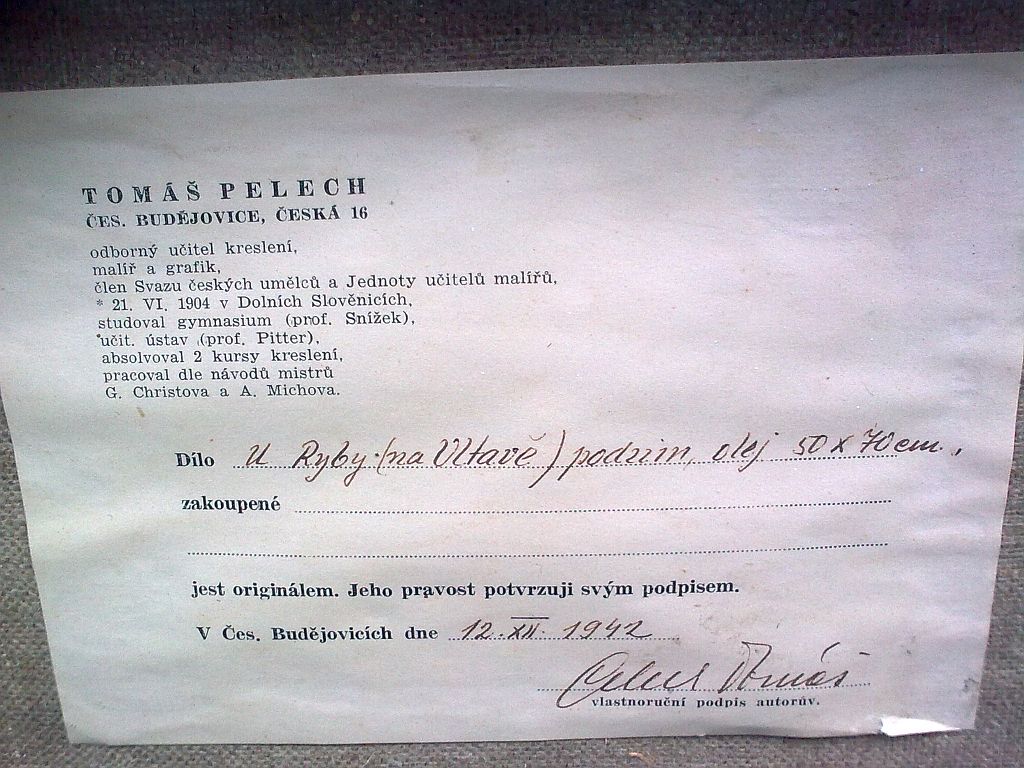 TOMÁŠ PELECH
ČES. BUDĚJOVICE, ČESKÁ 16
odborný učitel kreslení,
malíř a grafik,
člen Svazu českých umělců a Jednoty učitelů malířů,
* 21. VI. 1904 v Dolních Slověnicích,
studoval gymnasium (prof. Snížek),
učit. ústav (prof. Pitter),
absolvoval 2 kursy kreslení,
pracoval dle návodů mistrů
G. Christova a A. Michova.
Dílo U Ryby (na Vltavě) podzim, olej 50 x 70 cm.
zakoupené
jest originálem. Jeho pravost potvrzuji svým podpisem.
V Čes. Budějovicích dne 12. XII. 1942
Pelech Tomáš
vlastnoruční podpis autorův.